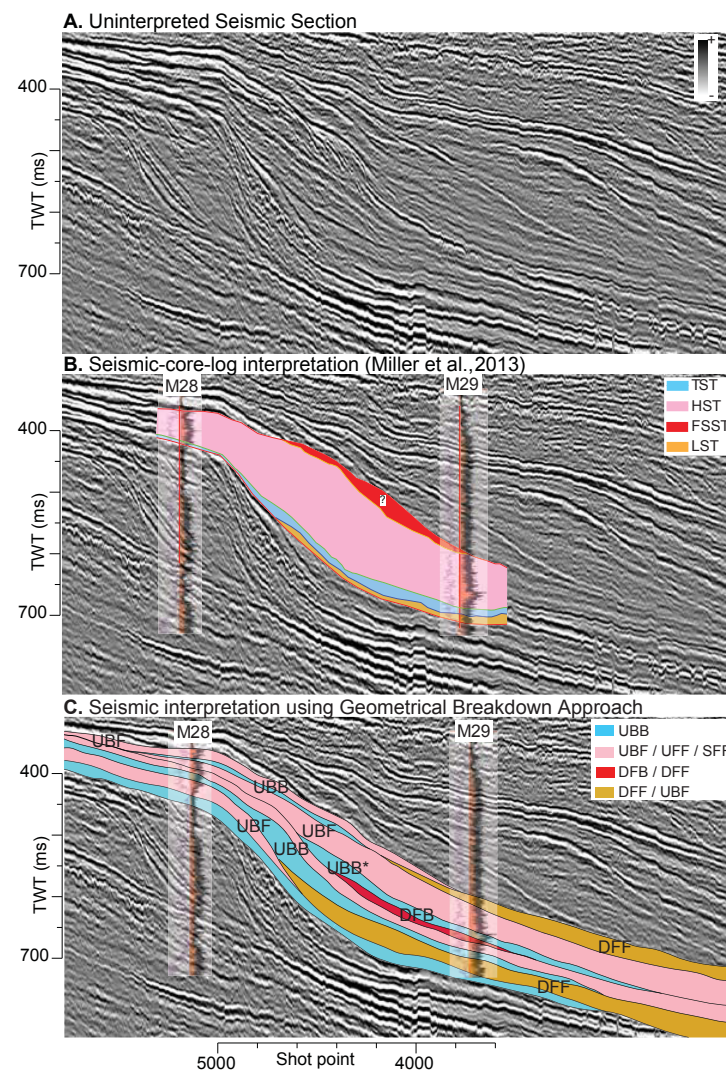 A. Uninterpreted Seismic Section
+
-
400
TWT (ms)
700
B. Seismic-core-log interpretation (Miller et al.,2013)
M28
M29
TST
HST
FSST
LST
400
?
TWT (ms)
700
C. Seismic interpretation using Geometrical Breakdown Approach
M28
M29
UBB
UBF / UFF / SFF
DFB / DFF
DFF / UBF
UBF
400
UBB
UBF
UBF
UBB
UBB*
TWT (ms)
DFB
DFF
700
DFF
5000
Shot point
4000